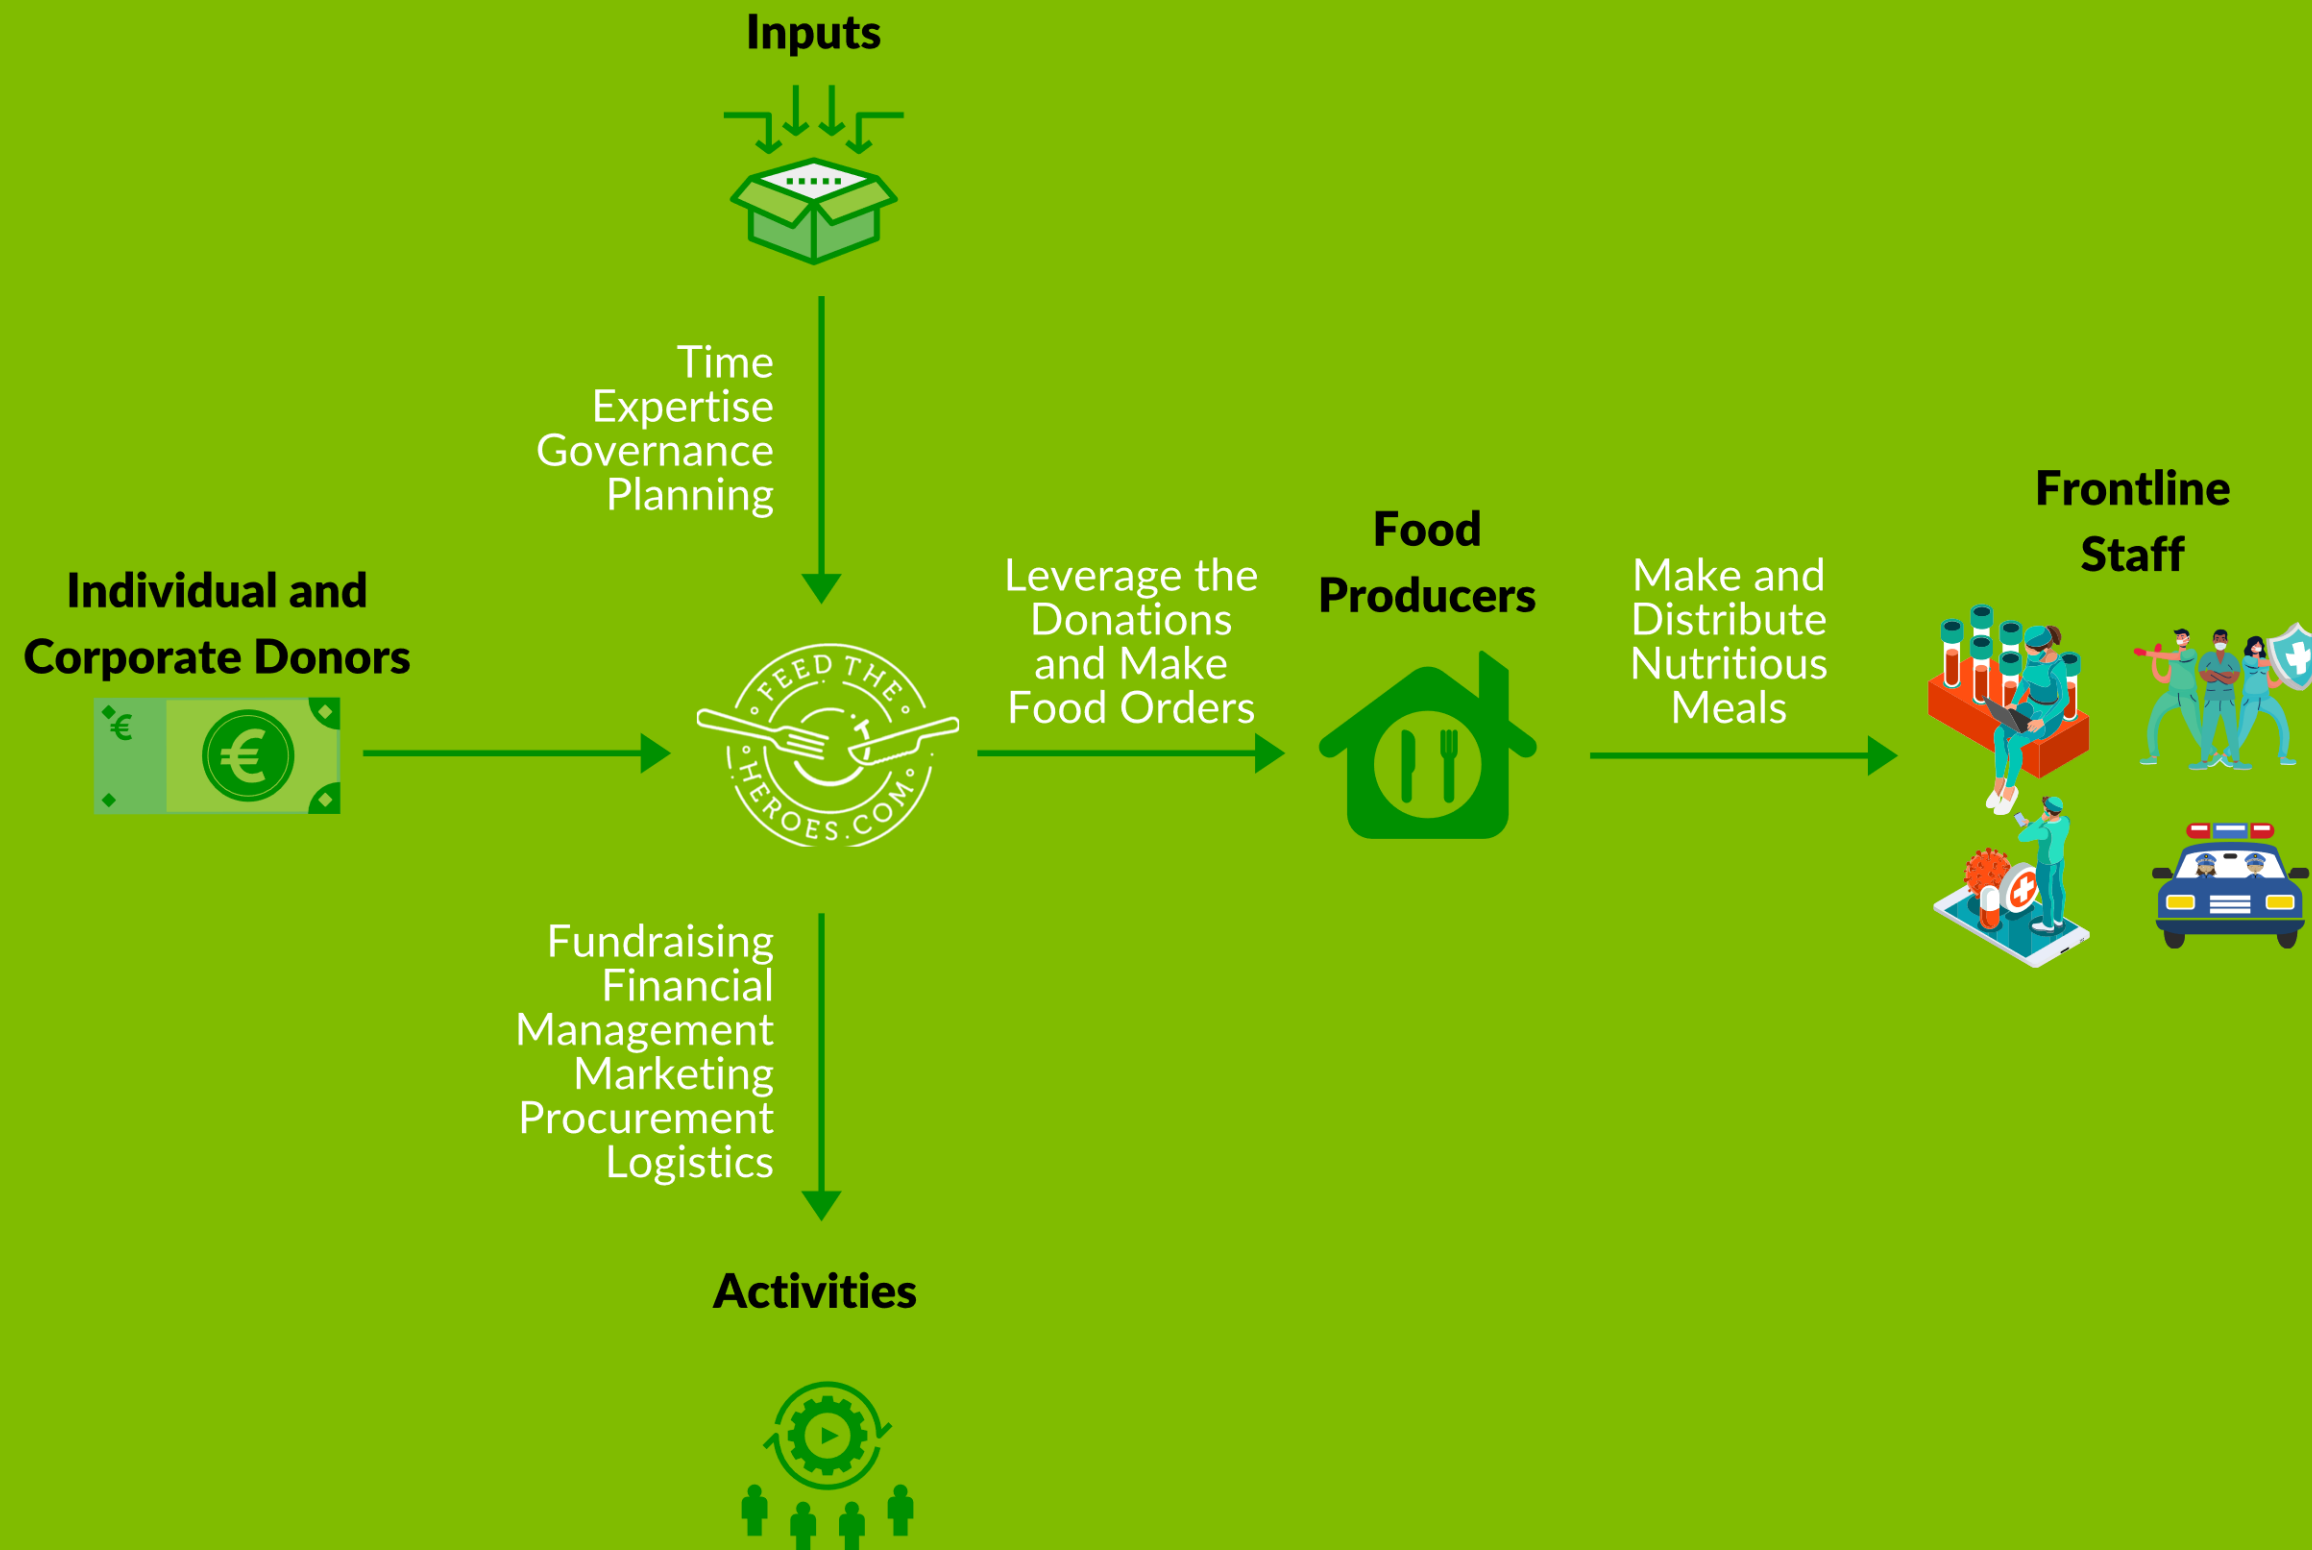 Inputs
Time
Expertise
Governance
Planning
Individual and
Corporate Donors
€
€
FEED THE
HEROES.COM
Leverage the
Donations
and Make
Food Orders
Food
Producers
Make and
Distribute
Nutritious
Meals
Frontline
Staff
Fundraising
Financial
Management
Marketing
Procurement
Logistics
Activities